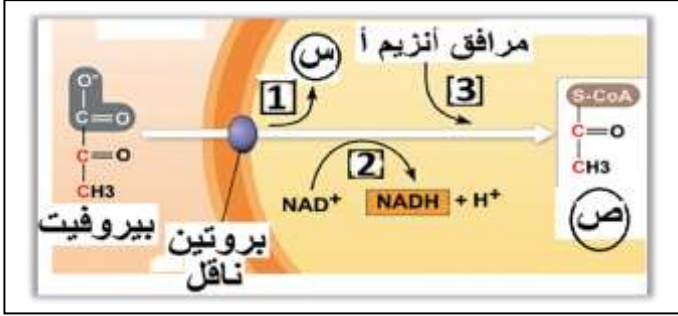 س
مرافق أنزيم أ
[1]
[3]
O⁻
C=O
C=O
CH3
S-CoA
C=O
CH3
[2]
NAD⁺
NADH + H⁺
بيروفيت
بروتين
ناقل
ص